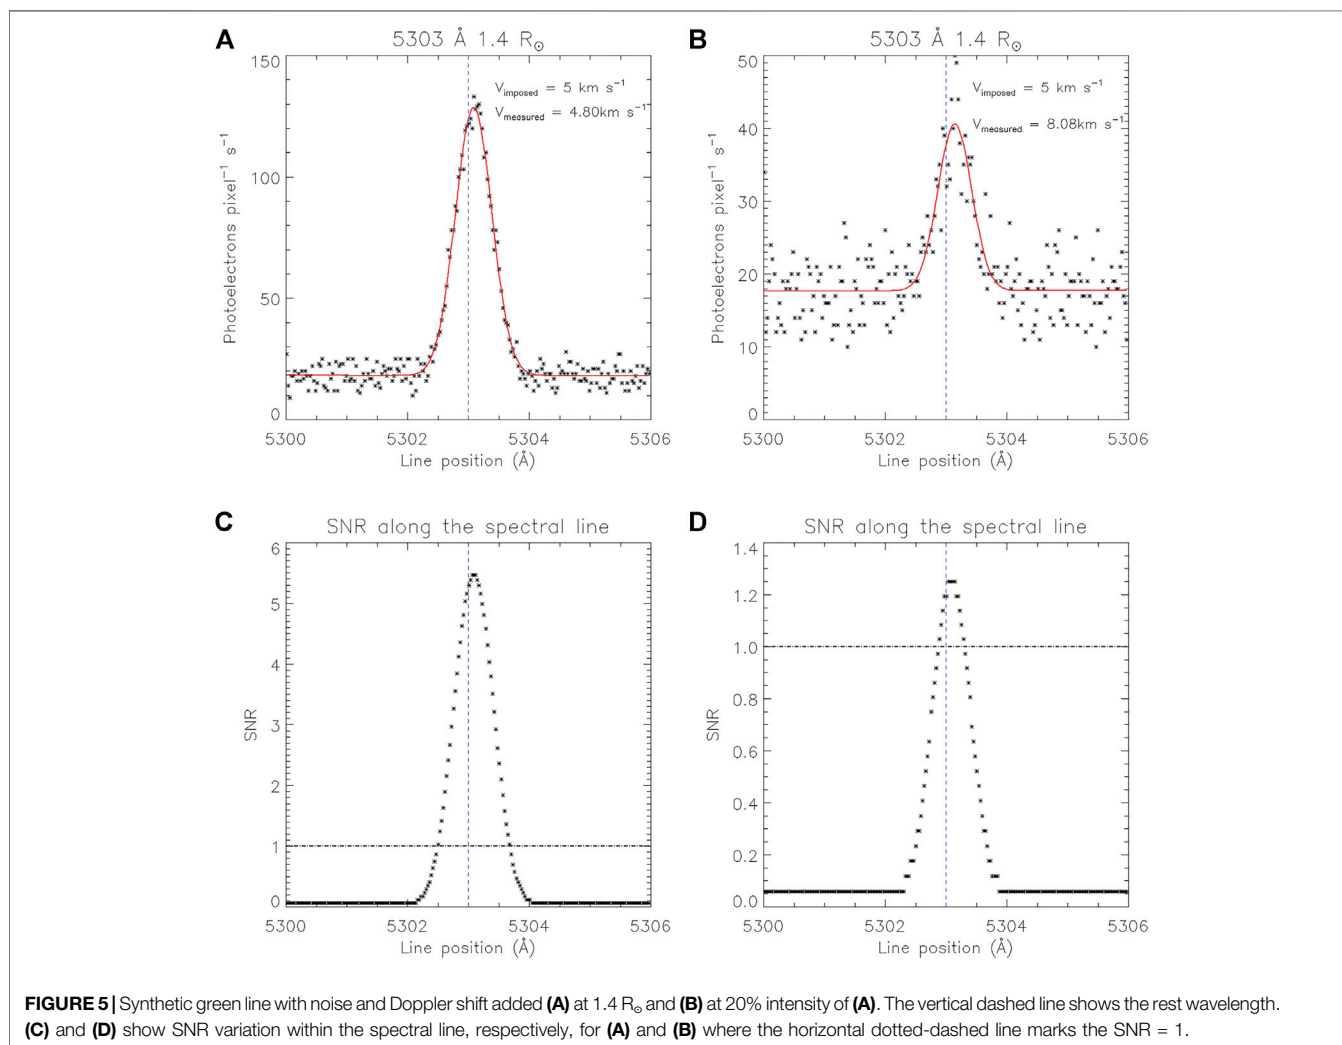 A
5303 Å 1.4 R☉
150
100
50
0
Photoelectrons pixel⁻¹ s⁻¹
V_imposed = 5 km s⁻¹
V_measured = 4.80km s⁻¹
5300 5302 5304 5306
Line position (Å)
B
5303 Å 1.4 R☉
50
40
30
20
10
0
Photoelectrons pixel⁻¹ s⁻¹
V_imposed = 5 km s⁻¹
V_measured = 8.08km s⁻¹
5300 5302 5304 5306
Line position (Å)
C
SNR along the spectral line
6
5
4
3
2
1
0
SNR
5300 5302 5304 5306
Line position (Å)
D
SNR along the spectral line
1.4
1.2
1.0
0.8
0.6
0.4
0.2
0.0
SNR
5300 5302 5304 5306
Line position (Å)
FIGURE 5 | Synthetic green line with noise and Doppler shift added (A) at 1.4 R☉ and (B) at 20% intensity of (A). The vertical dashed line shows the rest wavelength.
(C) and (D) show SNR variation within the spectral line, respectively, for (A) and (B) where the horizontal dotted-dashed line marks the SNR = 1.